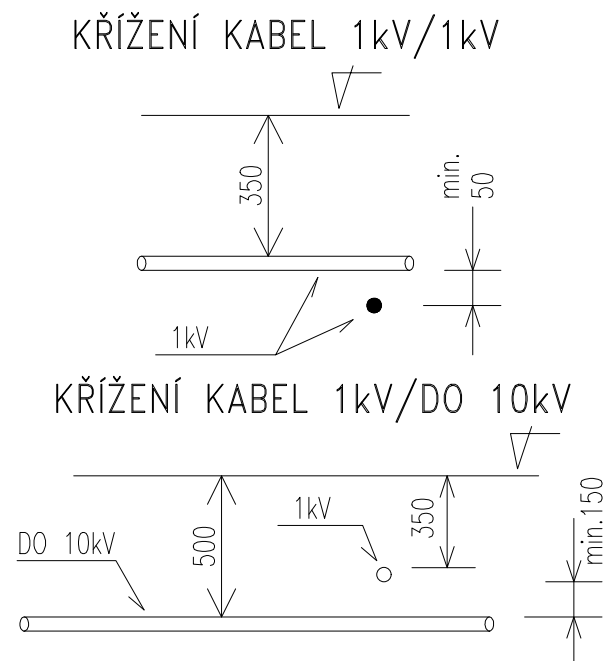 KŘÍŽENÍ KABEL 1kV/1kV
350
min.
50
1kV
KŘÍŽENÍ KABEL 1kV/DO 10kV
DO 10kV
500
1kV
350
min.150